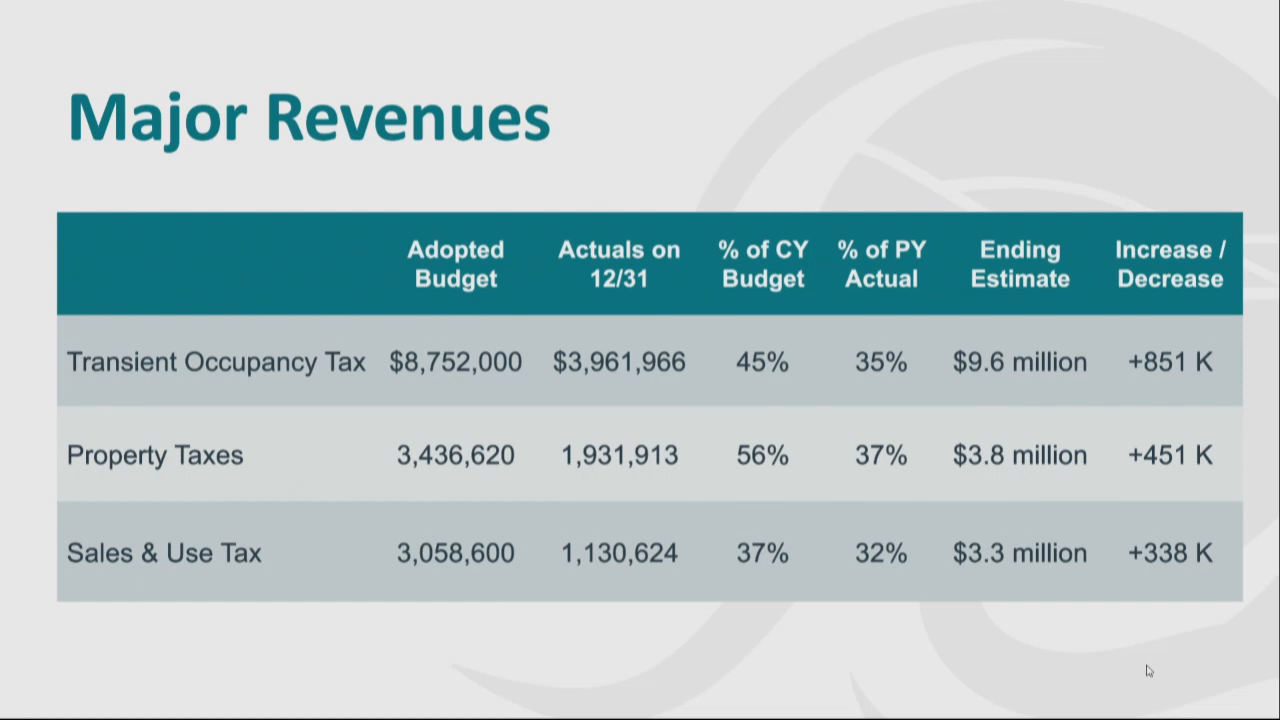 Major Revenues
Adopted Budget Actuals on 12/31 % of CY Budget % of PY Actual Ending Estimate Increase / Decrease
Transient Occupancy Tax $8,752,000 $3,961,966 45% 35% $9.6 million +851 K
Property Taxes 3,436,620 1,931,913 56% 37% $3.8 million +451 K
Sales & Use Tax 3,058,600 1,130,624 37% 32% $3.3 million +338 K